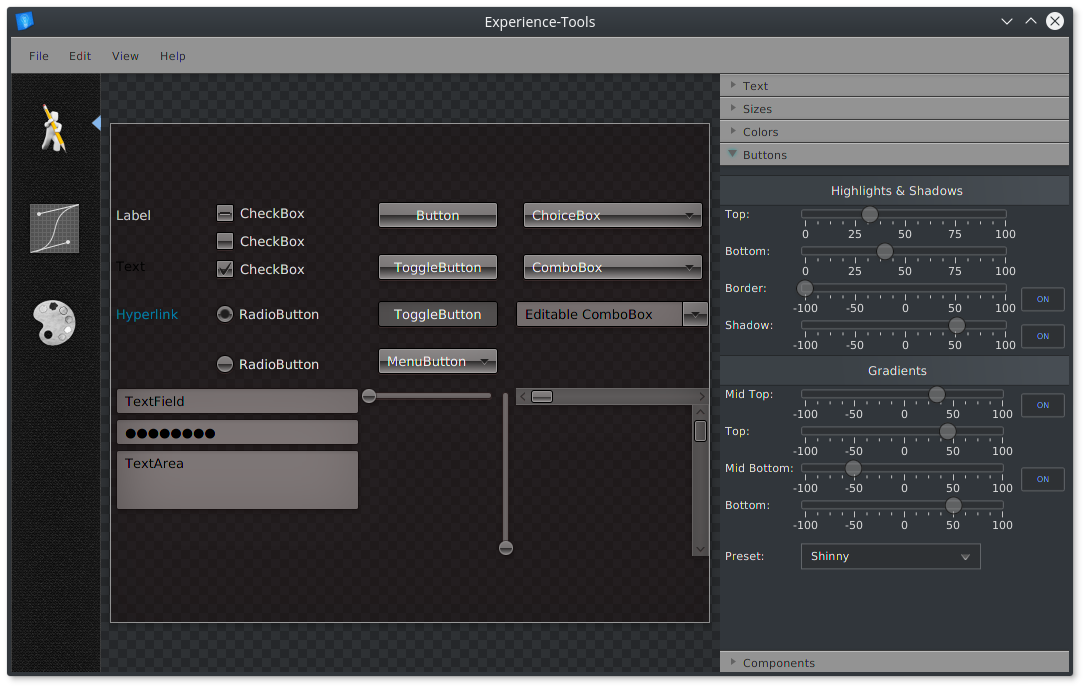 Experience-Tools
File Edit View Help
Label
CheckBox
Button
ChoiceBox
CheckBox
Text
CheckBox
ToggleButton
ComboBox
Hyperlink
RadioButton
ToggleButton
Editable ComboBox
RadioButton
MenuButton
TextField
●●●●●●●●
TextArea
Text
Sizes
Colors
Buttons
Highlights & Shadows
Top:
0 25 50 75 100
Bottom:
0 25 50 75 100
Border:
-100 -50 0 50 100
ON
Shadow:
-100 -50 0 50 100
ON
Gradients
Mid Top:
-100 -50 0 50 100
ON
Top:
-100 -50 0 50 100
Mid Bottom:
-100 -50 0 50 100
ON
Bottom:
-100 -50 0 50 100
Preset:
Shinny
Components